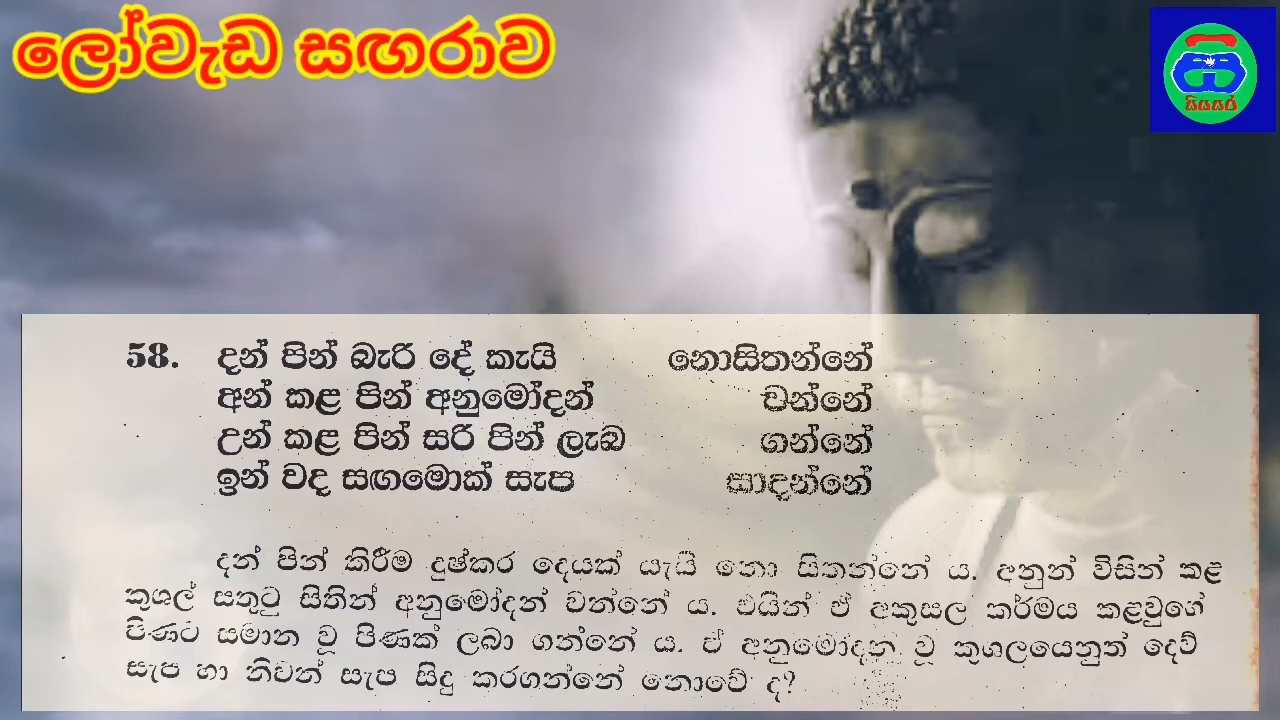 ලෝවැඩ සඟරාව
සියසර
58. දන් පින් බැරි දේ කැයි නොසිතන්නේ
අන් කළ පින් අනුමෝදන් වන්නේ
උන් කළ පින් සරි පින් ලැබ ගන්නේ
ඉන් වද සඟමොක් සැප සාදන්නේ
දන් පින් කිරීම දුෂ්කර දෙයක් යැයි නො සිතන්නේ ය. අනුන් විසින් කළ
කුශල් සතුටු සිතින් අනුමෝදන් වන්නේ ය. එයින් ඒ අකුසල කර්මය කළවුගේ
පිණට සමාන වූ පිණක් ලබා ගන්නේ ය. ඒ අනුමෝදන වූ කුශලයෙනුත් දෙව්
සැප හා නිවන් සැප සිදු කරගන්නේ නොවේ ද?